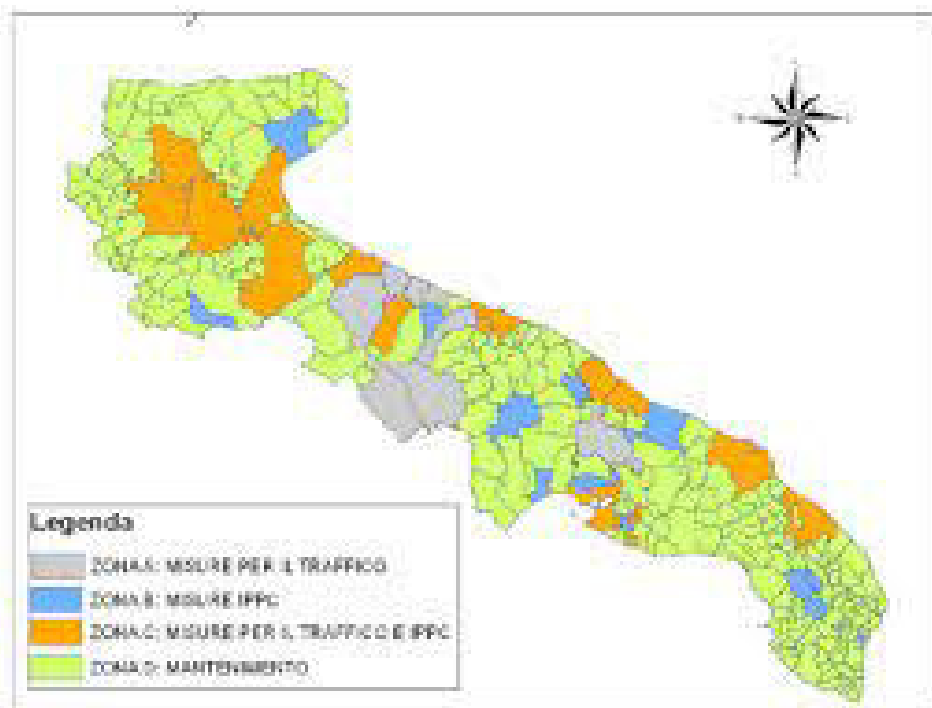 Legenda
ZONA A: MISURE PER IL TRAFFICO
ZONA B: MISURE IPPC
ZONA C: MISURE PER IL TRAFFICO E IPPC
ZONA D: MANTENIMENTO